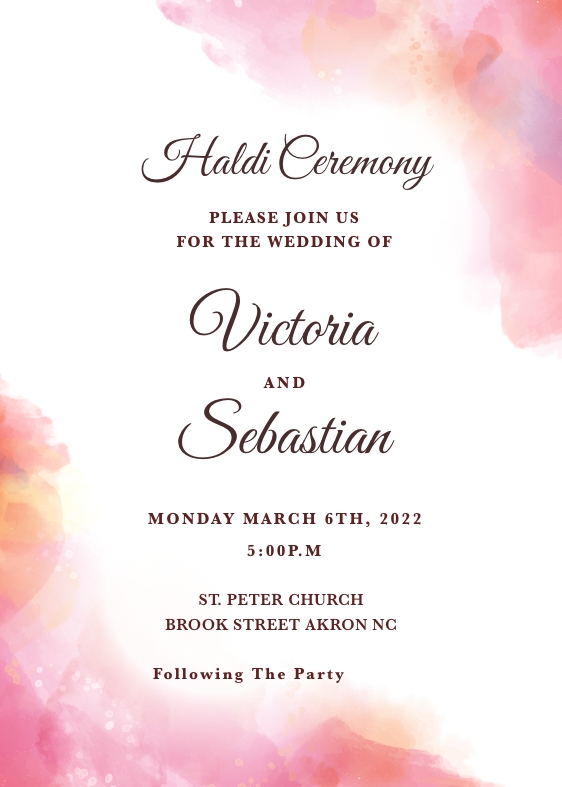 Haldi Ceremony
PLEASE JOIN US
FOR THE WEDDING OF
Victoria
AND
Sebastian
MONDAY MARCH 6TH, 2022
5:00P.M
ST. PETER CHURCH
BROOK STREET AKRON NC
Following The Party